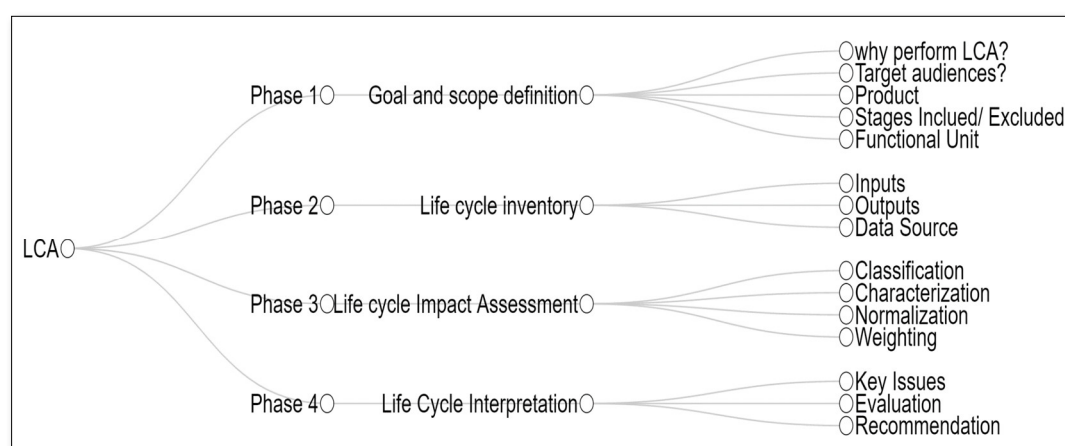 LCA
Phase 1
Goal and scope definition
why perform LCA?
Target audiences?
Product
Stages Inclued/ Excluded
Functional Unit
Phase 2
Life cycle inventory
Inputs
Outputs
Data Source
Phase 3
Life cycle Impact Assessment
Classification
Characterization
Normalization
Weighting
Phase 4
Life Cycle Interpretation
Key Issues
Evaluation
Recommendation